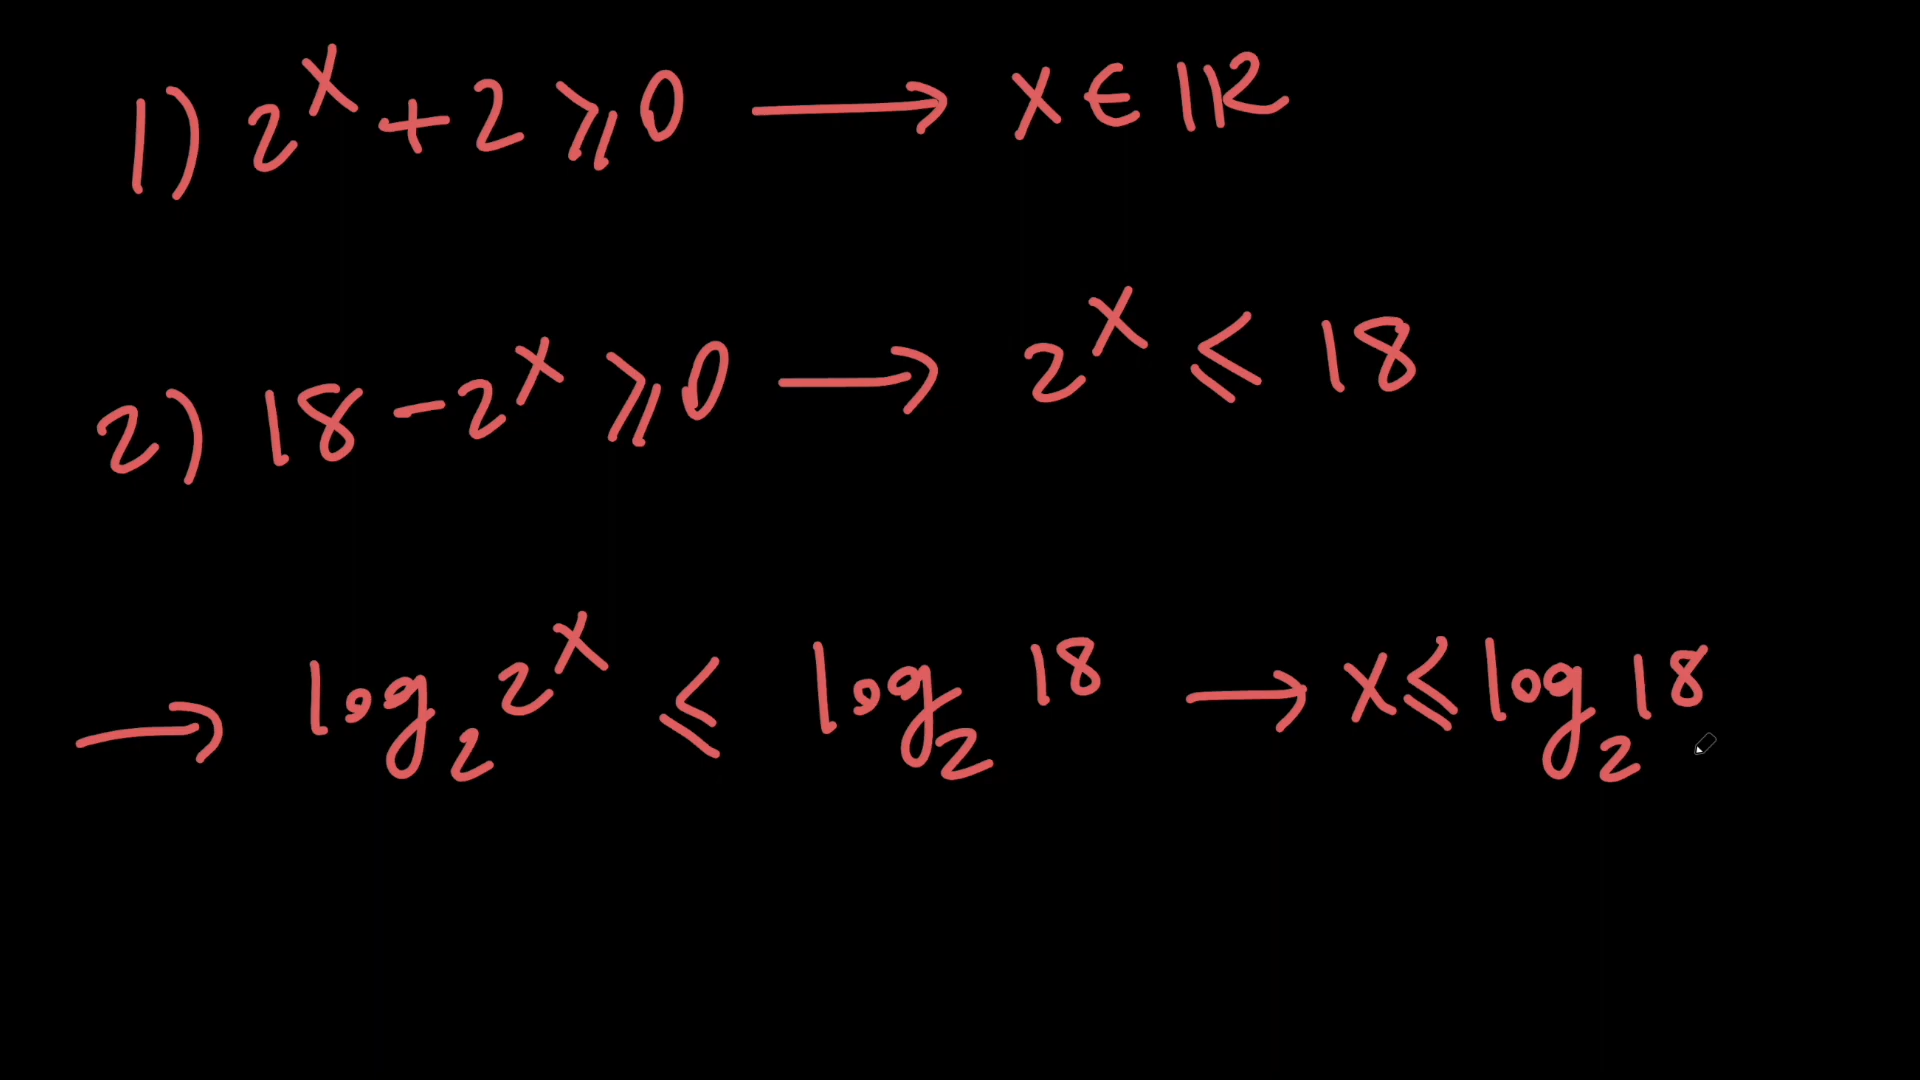 1) 2^x + 2 ⩾ 0 ⟶ x ∈ ℝ
2) 18 - 2^x ⩾ 0 ⟶ 2^x ⩽ 18
⟶ log_2 2^x ⩽ log_2 18 ⟶ x ⩽ log_2 18